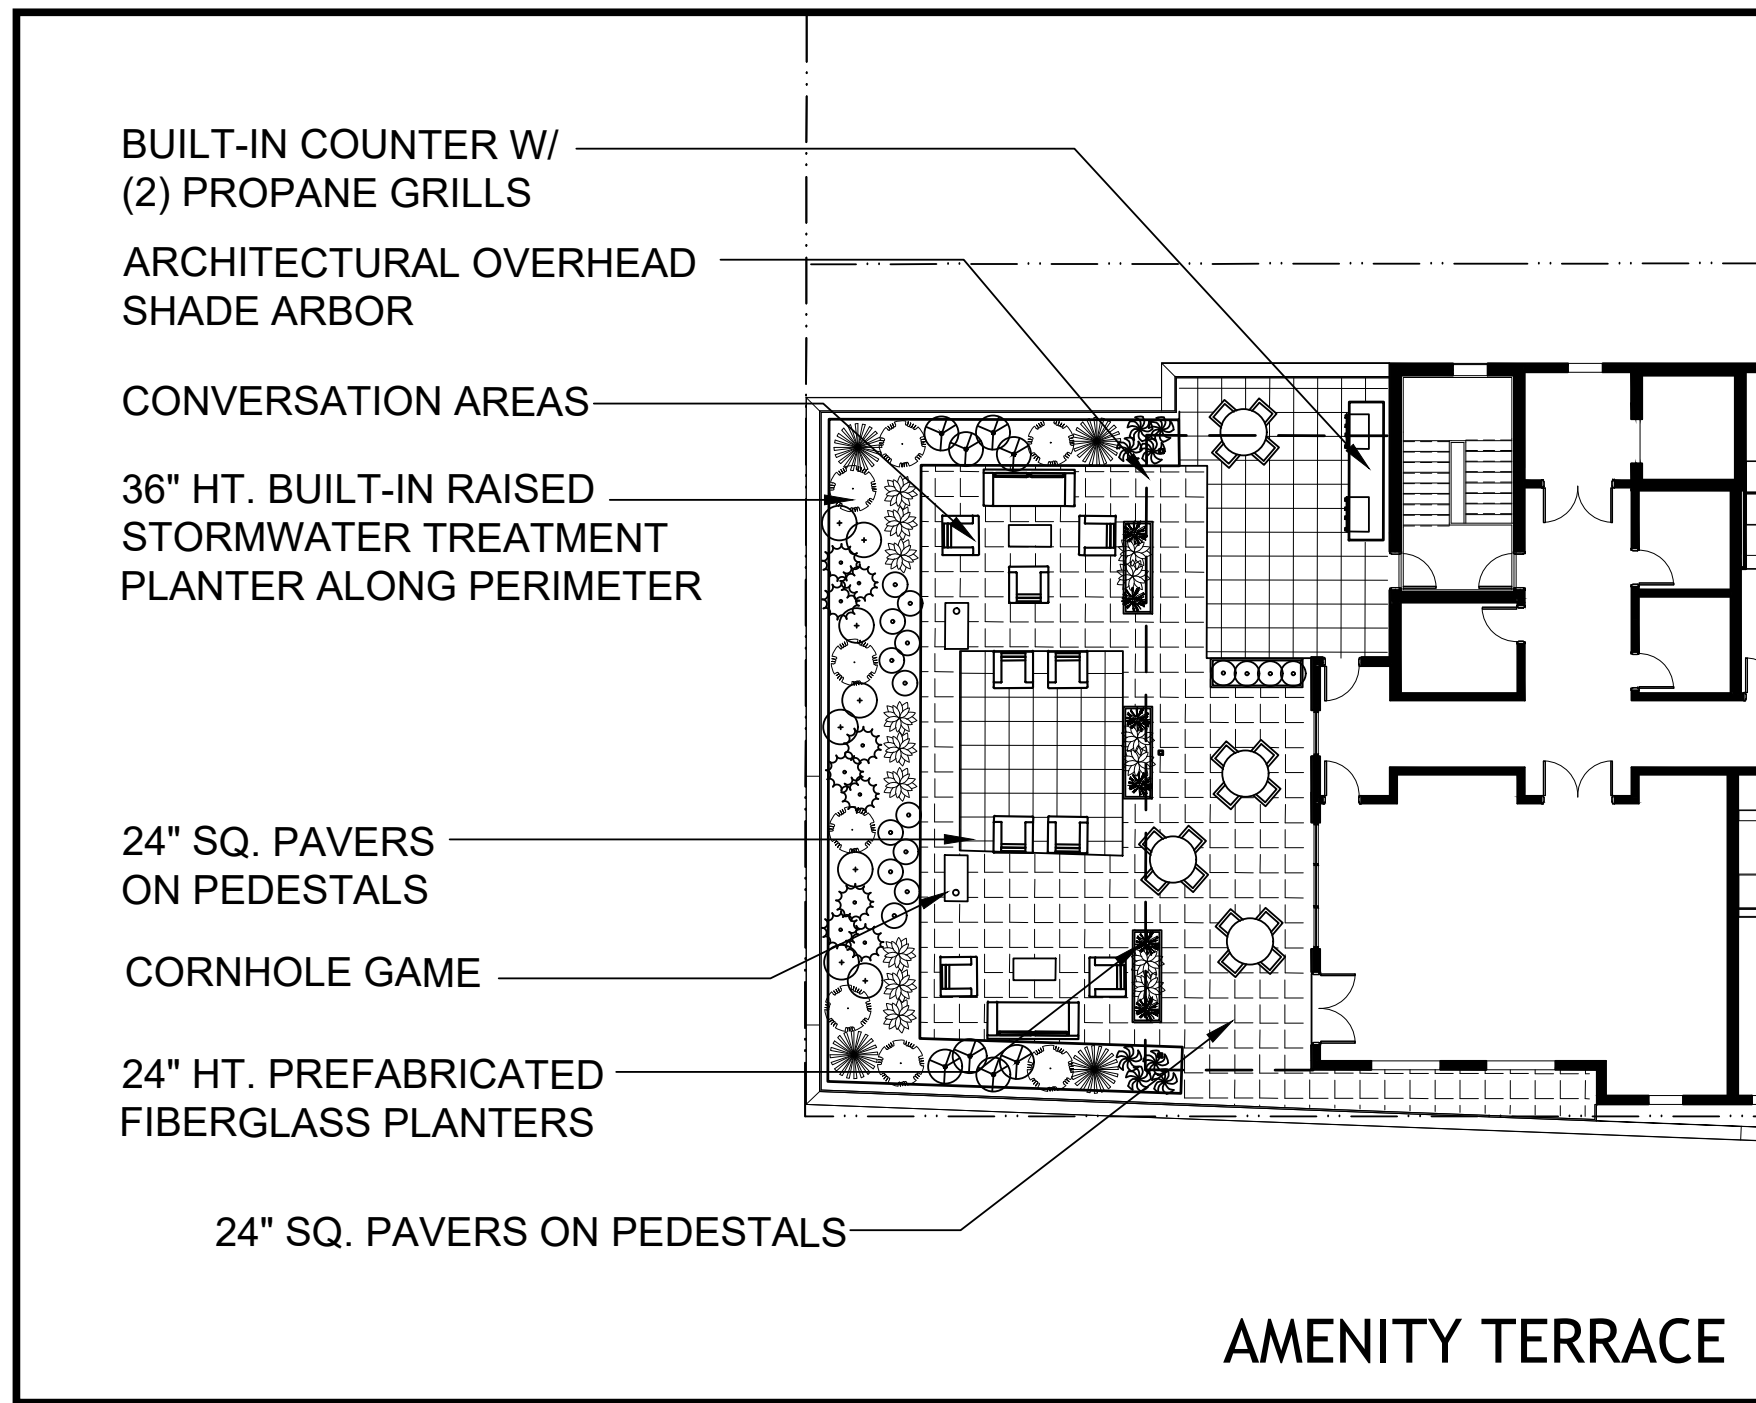 BUILT-IN COUNTER W/
(2) PROPANE GRILLS
ARCHITECTURAL OVERHEAD
SHADE ARBOR
CONVERSATION AREAS
36" HT. BUILT-IN RAISED
STORMWATER TREATMENT
PLANTER ALONG PERIMETER
24" SQ. PAVERS
ON PEDESTALS
CORNHOLE GAME
24" HT. PREFABRICATED
FIBERGLASS PLANTERS
24" SQ. PAVERS ON PEDESTALS
AMENITY TERRACE